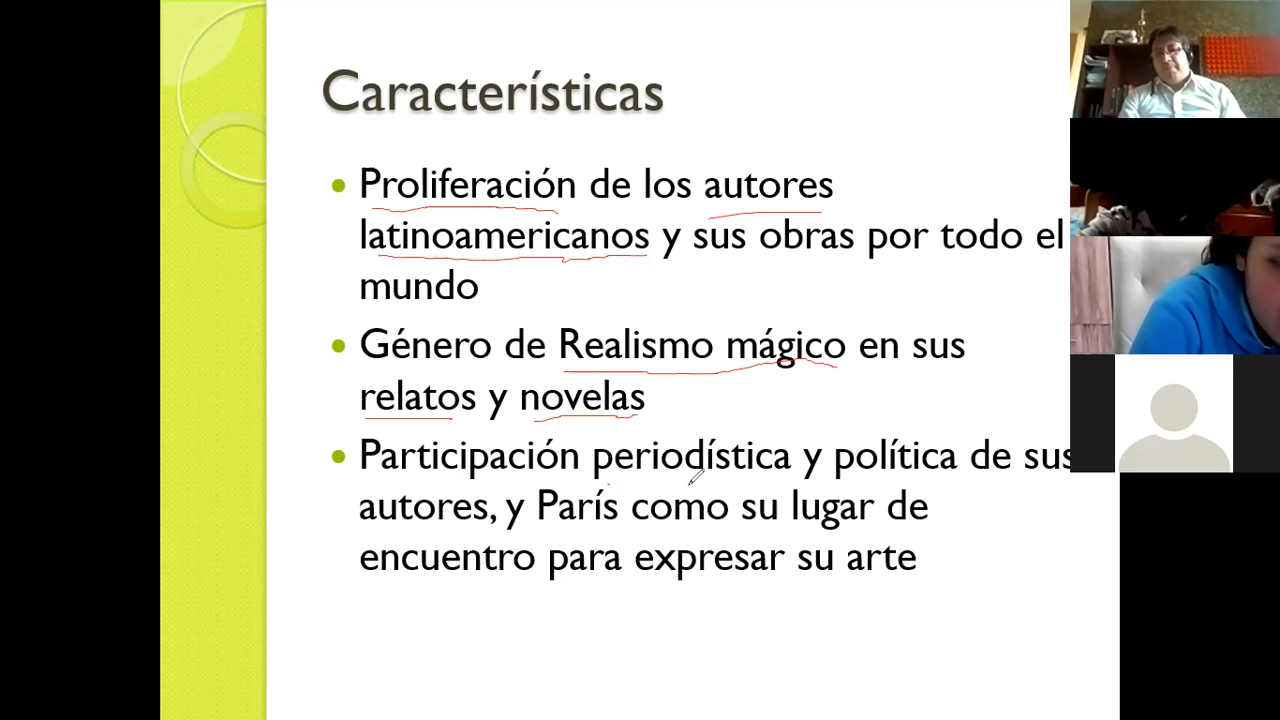 Características
Proliferación de los autores
latinoamericanos y sus obras por todo el
mundo
Género de Realismo mágico en sus
relatos y novelas
Participación periodística y política de sus
autores, y París como su lugar de
encuentro para expresar su arte